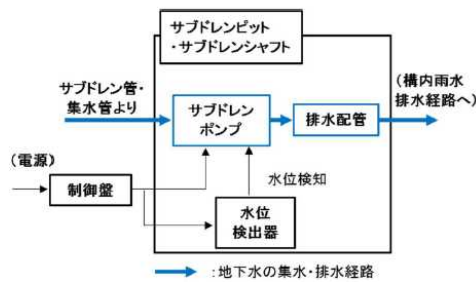 サブドレンピット
・サブドレンシャフト
サブドレン管・
集水管より
サブドレン
ポンプ
排水配管
（構内雨水
排水経路へ）
（電源）
制御盤
水位検知
水位
検出器
：地下水の集水・排水経路